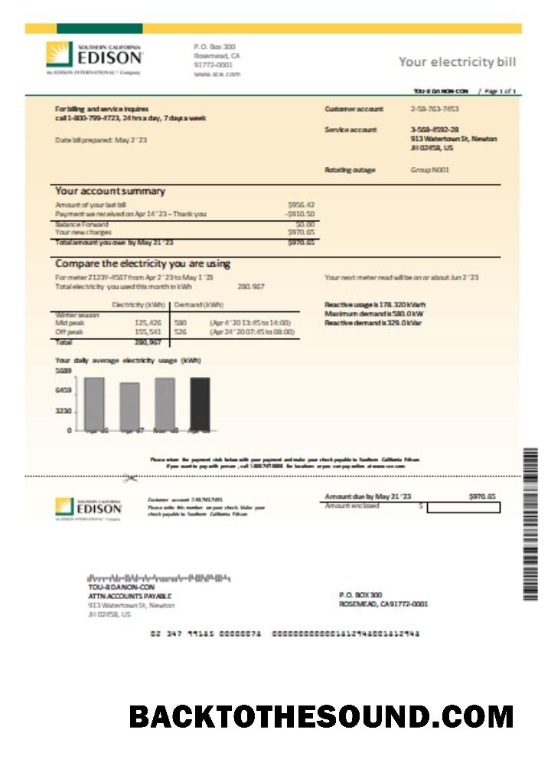 SOUTHERN CALIFORNIA
EDISON
An EDISON INTERNATIONAL Company
P.O. Box 300
Rosemead, CA
91772-0001
www.sce.com
Your electricity bill
TOU-8 DA NON-CON / Page 1 of 1
For billing and service inquires
call 1-800-799-4723, 24 hrs a day, 7 days a week
Date bill prepared: May 2 '23
Customer account 2-58-763-7453
Service account 3-568-4592-28
913 Watertown St, Newton
JH 02458, US
Rotating outage Group N001
Your account summary
Amount of your last bill $956.42
Payment we received on Apr 14 '23 – Thank you -$910.50
Balance Forward $0.00
Your new charges $970.65
Total amount you owe by May 21 '23 $970.65
Compare the electricity you are using
For meter 2123Y-4567 from Apr 2 '23 to May 1 '23
Total electricity you used this month in kWh 280.967
Your next meter read will be on or about Jun 2 '23
Electricity (kWh) Demand (kWh)
Winter season
Mid peak 125,426 580 (Apr 4 '20 13:45 to 14:00)
Off peak 155,541 526 (Apr 24 '20 07:45 to 08:00)
Total 280,967
Reactive usage is 178.320 kVarh
Maximum demand is 580.0 kW
Reactive demand is 329.0 kVar
Your daily average electricity usage (kWh)
5689
6459
3230
0
Please return the payment stub below with your payment and make your check payable to Southern California Edison
If you want to pay with person, call for locations or you can pay online at www.sce.com
SOUTHERN CALIFORNIA
EDISON
An EDISON INTERNATIONAL Company
Customer account
Please write this number on your check. Make your
check payable to Southern California Edison
Amount due by May 21 '23 $970.65
Amount enclosed $
TOU-8 DA NON-CON
ATTN ACCOUNTS PAYABLE
913 Watertown St, Newton
JH 02458, US
P.O. BOX 300
ROSEMEAD, CA 91772-0001
BACKTOTHESOUND.COM